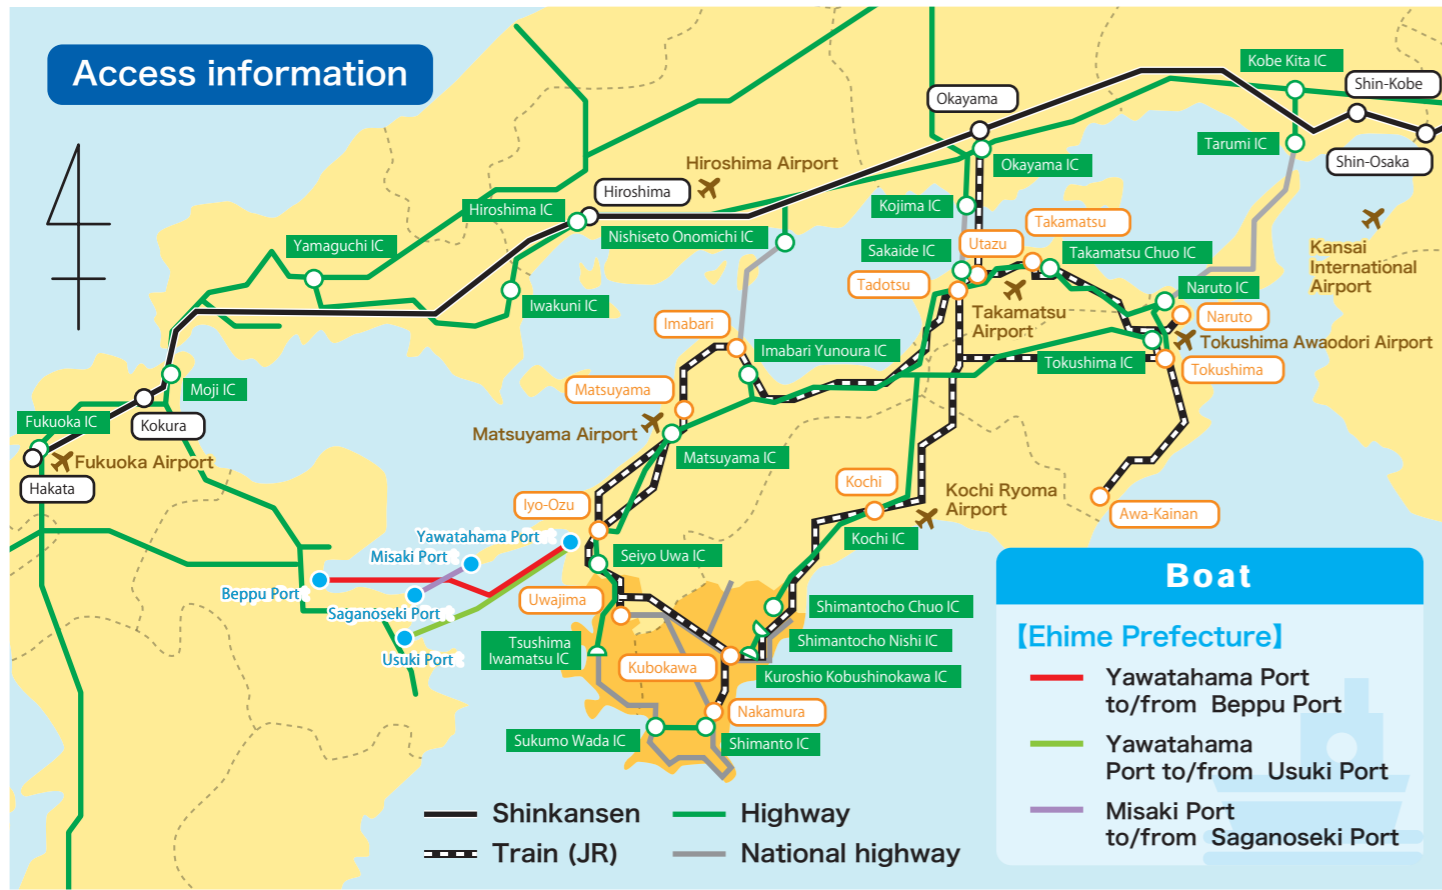 Access information
Kobe Kita IC
Shin-Kobe
Okayama
Tarumi IC
Shin-Osaka
Okayama IC
Hiroshima Airport
Hiroshima
Hiroshima IC
Kojima IC
Takamatsu
Nishiseto Onomichi IC
Yamaguchi IC
Sakaide IC
Utazu
Takamatsu Chuo IC
Kansai
International
Airport
Tadotsu
Naruto IC
Iwakuni IC
Takamatsu
Airport
Naruto
Imabari
Imabari Yunoura IC
Tokushima Awaodori Airport
Tokushima IC
Tokushima
Moji IC
Matsuyama
Fukuoka IC
Kokura
Matsuyama Airport
Matsuyama IC
Fukuoka Airport
Hakata
Kochi
Kochi Ryoma
Airport
Iyo-Ozu
Awa-Kainan
Yawatahama Port
Kochi IC
Misaki Port
Seiyo Uwa IC
Beppu Port
Uwajima
Saganoseki Port
Shimantocho Chuo IC
Tsushima
Iwamatsu IC
Shimantocho Nishi IC
Usuki Port
Kubokawa
Kuroshio Kobushinokawa IC
Nakamura
Sukumo Wada IC
Shimanto IC
Boat
【Ehime Prefecture】
Yawatahama Port
to/from Beppu Port
Yawatahama
Port to/from Usuki Port
Misaki Port
to/from Saganoseki Port
Shinkansen
Highway
Train (JR)
National highway